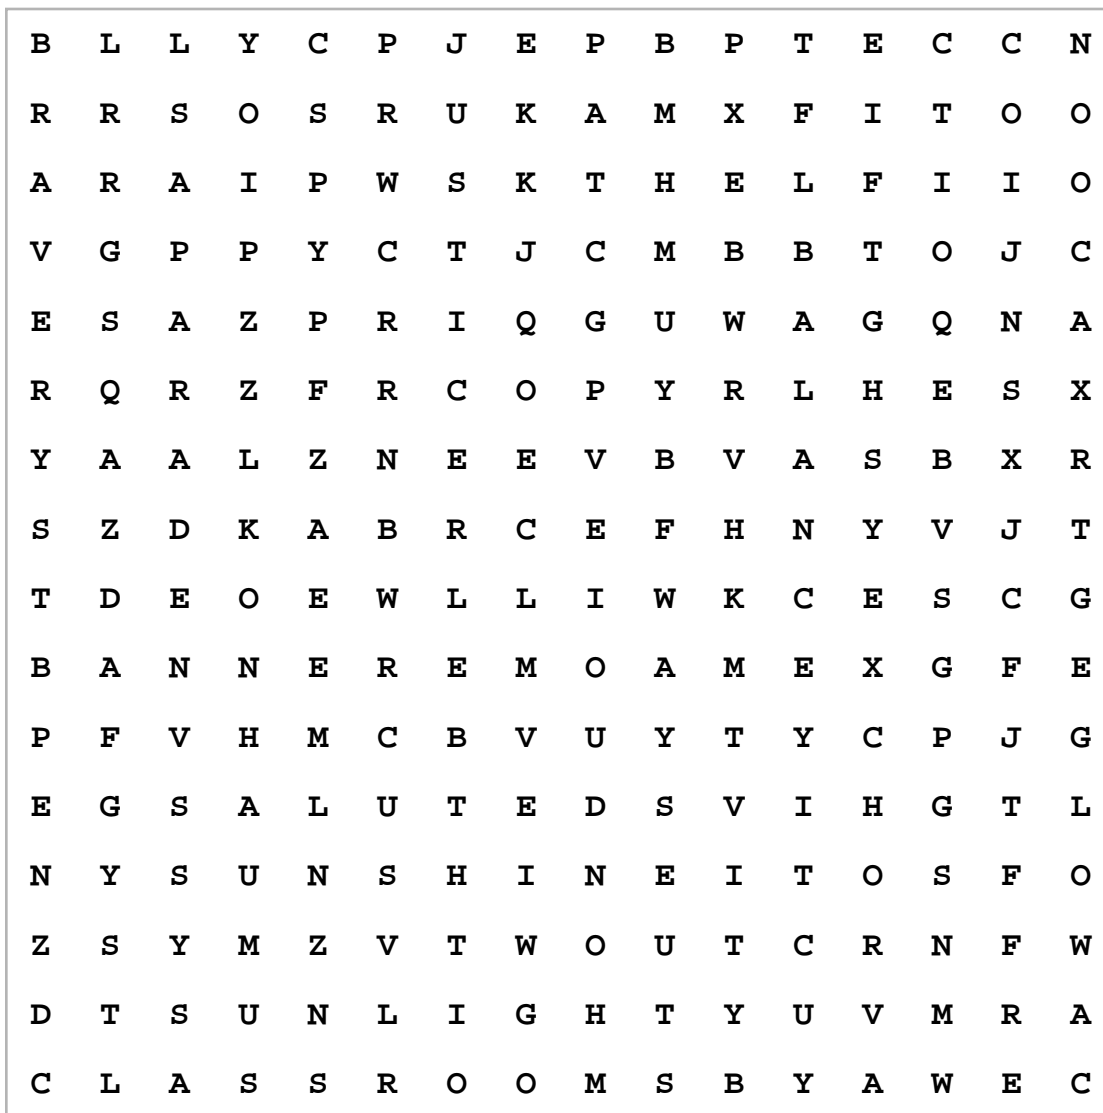 B L L Y C P J E P B P T E C C N
R R S O S R U K A M X F I T O O
A R A I P W S K T H E L F I I O
V G P P Y C T J C M B B T O J C
E S A Z P R I Q G U W A G Q N A
R Q R Z F R C O P Y R L H E S X
Y A A L Z N E E V B V A S B X R
S Z D K A B R C E F H N Y V J T
T D E O E W L L I W K C E S C G
B A N N E R E M O A M E X G F E
P F V H M C B V U Y T Y C P J G
E G S A L U T E D S V I H G T L
N Y S U N S H I N E I T O S F O
Z S Y M Z V T W O U T C R N F W
D T S U N L I G H T Y U V M R A
C L A S S R O O M S B Y A W E C